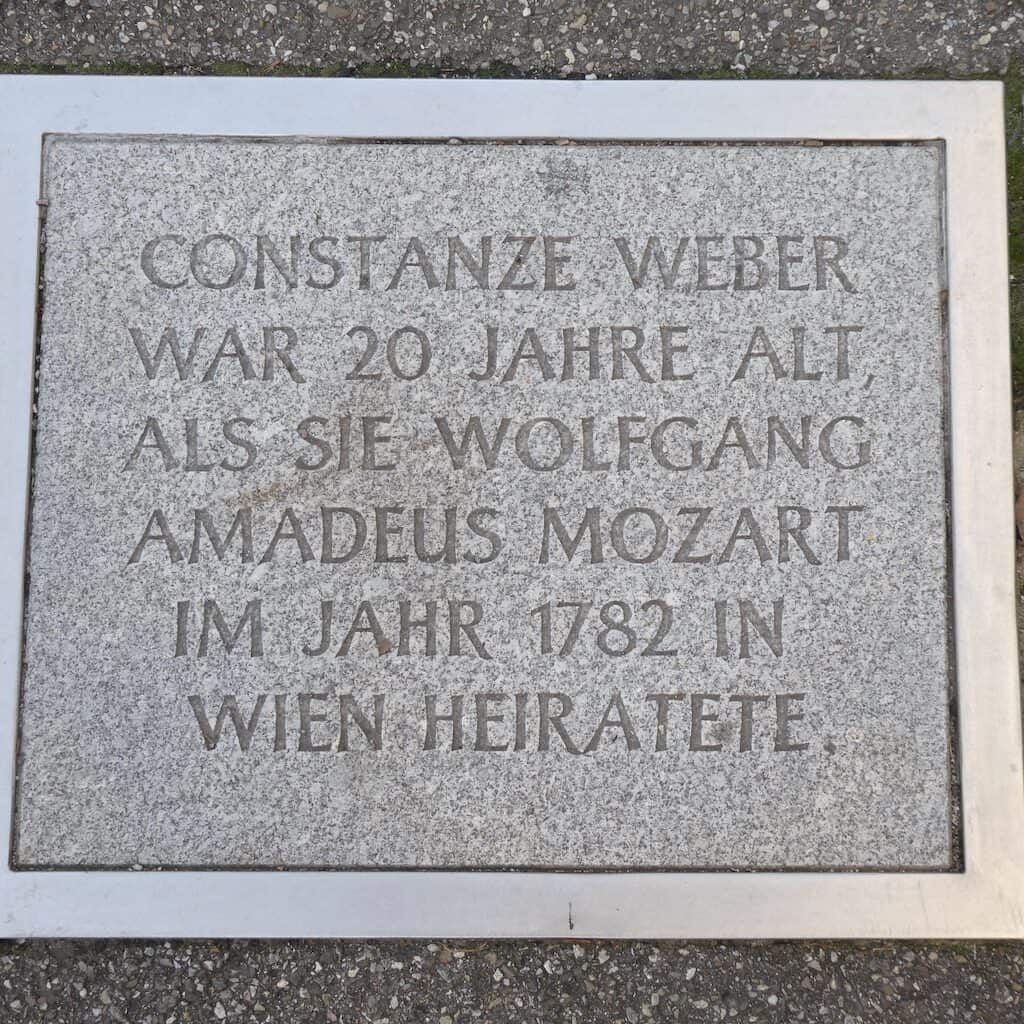 CONSTANZE WEBER
WAR 20 JAHRE ALT,
ALS SIE WOLFGANG
AMADEUS MOZART
IM JAHR 1782 IN
WIEN HEIRATETE.